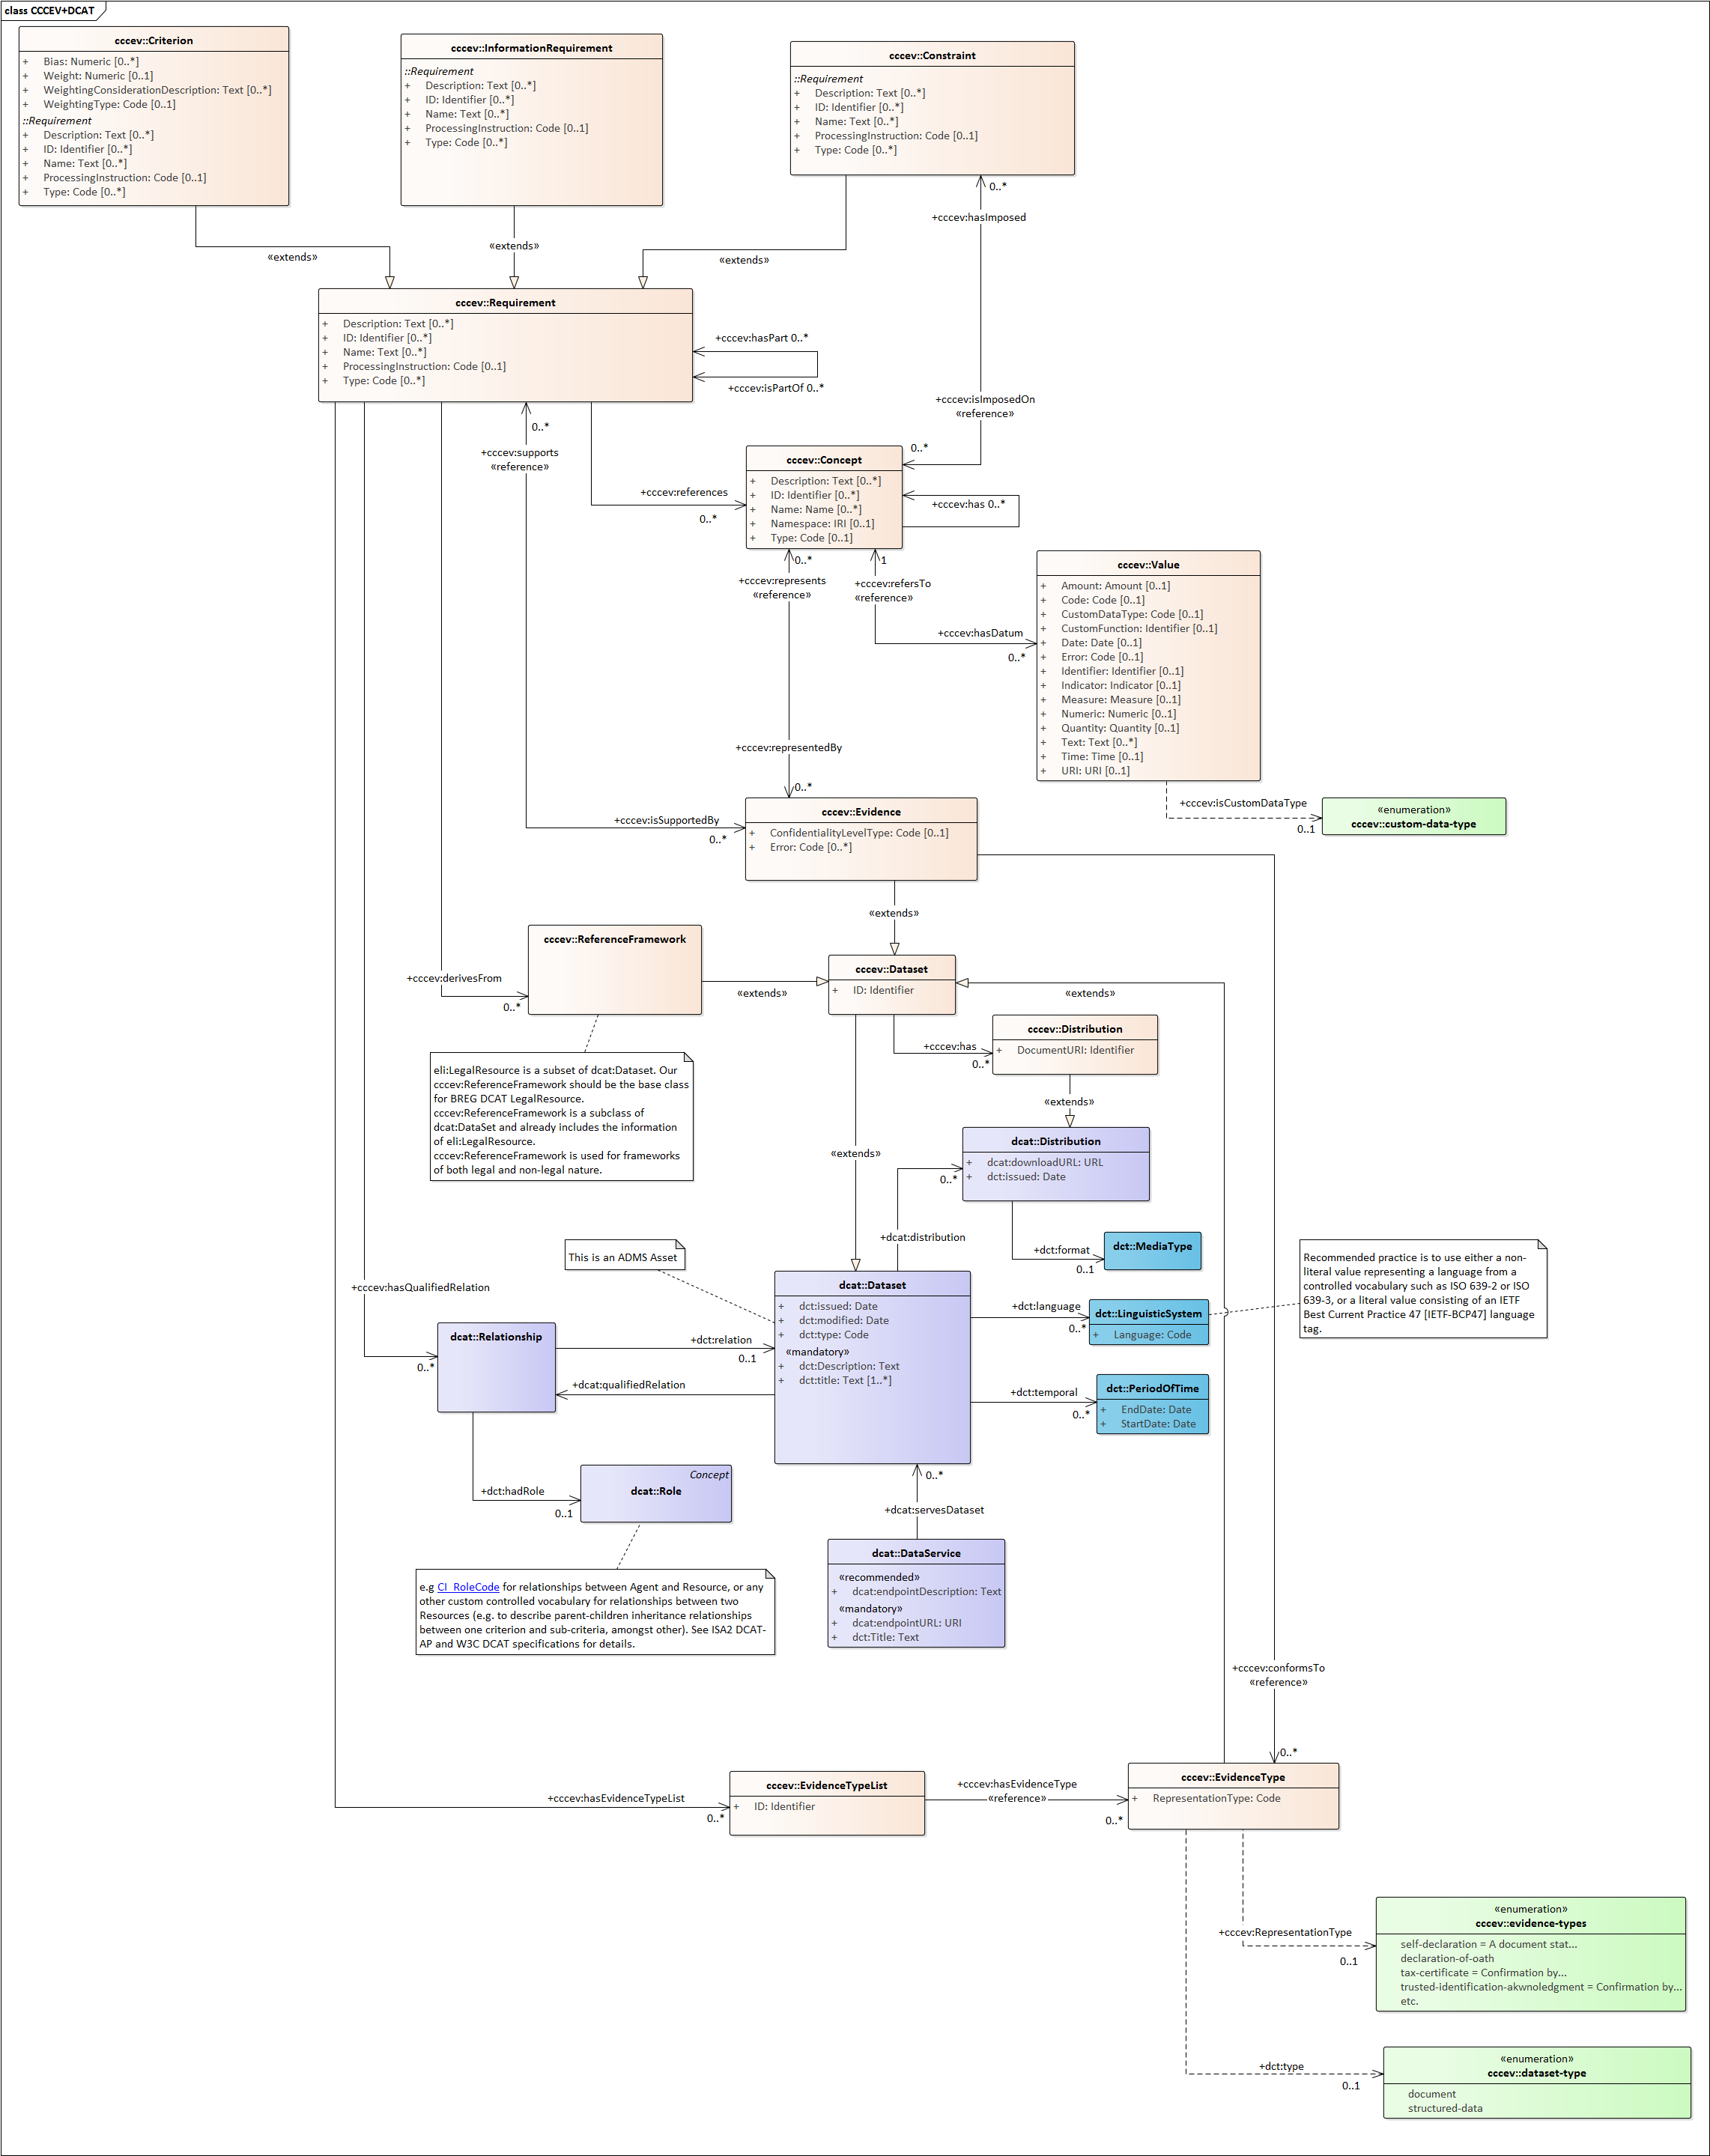 class CCCEV+DCAT
cccev::Criterion
+ Bias: Numeric [0..*]
+ Weight: Numeric [0..1]
+ WeightingConsiderationDescription: Text [0..*]
+ WeightingType: Code [0..1]
::Requirement
+ Description: Text [0..*]
+ ID: Identifier [0..*]
+ Name: Text [0..*]
+ ProcessingInstruction: Code [0..1]
+ Type: Code [0..*]
cccev::InformationRequirement
::Requirement
+ Description: Text [0..*]
+ ID: Identifier [0..*]
+ Name: Text [0..*]
+ ProcessingInstruction: Code [0..1]
+ Type: Code [0..*]
cccev::Constraint
::Requirement
+ Description: Text [0..*]
+ ID: Identifier [0..*]
+ Name: Text [0..*]
+ ProcessingInstruction: Code [0..1]
+ Type: Code [0..*]
0..*
+cccev:hasImposed
«extends»
«extends»
«extends»
cccev::Requirement
+ Description: Text [0..*]
+ ID: Identifier [0..*]
+ Name: Text [0..*]
+ ProcessingInstruction: Code [0..1]
+ Type: Code [0..*]
+cccev:hasPart 0..*
+cccev:isPartOf 0..*
+cccev:isImposedOn
«reference»
0..*
0..*
+cccev:supports
«reference»
+cccev:references
0..*
cccev::Concept
+ Description: Text [0..*]
+ ID: Identifier [0..*]
+ Name: Name [0..*]
+ Namespace: IRI [0..1]
+ Type: Code [0..1]
+cccev:has 0..*
0..*
+cccev:represents
«reference»
1
+cccev:refersTo
«reference»
+cccev:hasDatum
0..*
cccev::Value
+ Amount: Amount [0..1]
+ Code: Code [0..1]
+ CustomDataType: Code [0..1]
+ CustomFunction: Identifier [0..1]
+ Date: Date [0..1]
+ Error: Code [0..1]
+ Identifier: Identifier [0..1]
+ Indicator: Indicator [0..1]
+ Measure: Measure [0..1]
+ Numeric: Numeric [0..1]
+ Quantity: Quantity [0..1]
+ Text: Text [0..*]
+ Time: Time [0..1]
+ URI: URI [0..1]
+cccev:representedBy
0..*
+cccev:isCustomDataType
0..1
«enumeration»
cccev::custom-data-type
+cccev:isSupportedBy
0..*
cccev::Evidence
+ ConfidentialityLevelType: Code [0..1]
+ Error: Code [0..*]
«extends»
cccev::ReferenceFramework
+cccev:derivesFrom
0..*
«extends»
cccev::Dataset
+ ID: Identifier
«extends»
cccev::Distribution
+ DocumentURI: Identifier
+cccev:has
0..*
eli:LegalResource is a subset of dcat:Dataset. Our
cccev:ReferenceFramework should be the base class
for BREG DCAT LegalResource.
cccev:ReferenceFramework is a subclass of
dcat:DataSet and already includes the information
of eli:LegalResource.
cccev:ReferenceFramework is used for frameworks
of both legal and non-legal nature.
«extends»
«extends»
dcat::Distribution
+ dcat:downloadURL: URL
+ dct:issued: Date
0..*
+dcat:distribution
+dct:format
0..1
dct::MediaType
This is an ADMS Asset
Recommended practice is to use either a non-
literal value representing a language from a
controlled vocabulary such as ISO 639-2 or ISO
639-3, or a literal value consisting of an IETF
Best Current Practice 47 [IETF-BCP47] language
tag.
dcat::Dataset
+ dct:issued: Date
+ dct:modified: Date
+ dct:type: Code
«mandatory»
+ dct:Description: Text
+ dct:title: Text [1..*]
+dct:language
0..*
dct::LinguisticSystem
+ Language: Code
+cccev:hasQualifiedRelation
0..*
dcat::Relationship
+dct:relation
0..1
+dcat:qualifiedRelation
+dct:temporal
0..*
dct::PeriodOfTime
+ EndDate: Date
+ StartDate: Date
+dct:hadRole
0..1
Concept
dcat::Role
0..*
+dcat:servesDataset
dcat::DataService
«recommended»
+ dcat:endpointDescription: Text
«mandatory»
+ dcat:endpointURL: URI
+ dct:Title: Text
e.g CI_RoleCode for relationships between Agent and Resource, or any
other custom controlled vocabulary for relationships between two
Resources (e.g. to describe parent-children inheritance relationships
between one criterion and sub-criteria, amongst other). See ISA2 DCAT-
AP and W3C DCAT specifications for details.
+cccev:conformsTo
«reference»
0..*
+cccev:hasEvidenceTypeList
0..*
cccev::EvidenceTypeList
+ ID: Identifier
+cccev:hasEvidenceType
«reference»
0..*
cccev::EvidenceType
+ RepresentationType: Code
+cccev:RepresentationType
0..1
«enumeration»
cccev::evidence-types
self-declaration = A document stat...
declaration-of-oath
tax-certificate = Confirmation by...
trusted-identification-akwnoledgment = Confirmation by...
etc.
+dct:type
0..1
«enumeration»
cccev::dataset-type
document
structured-data